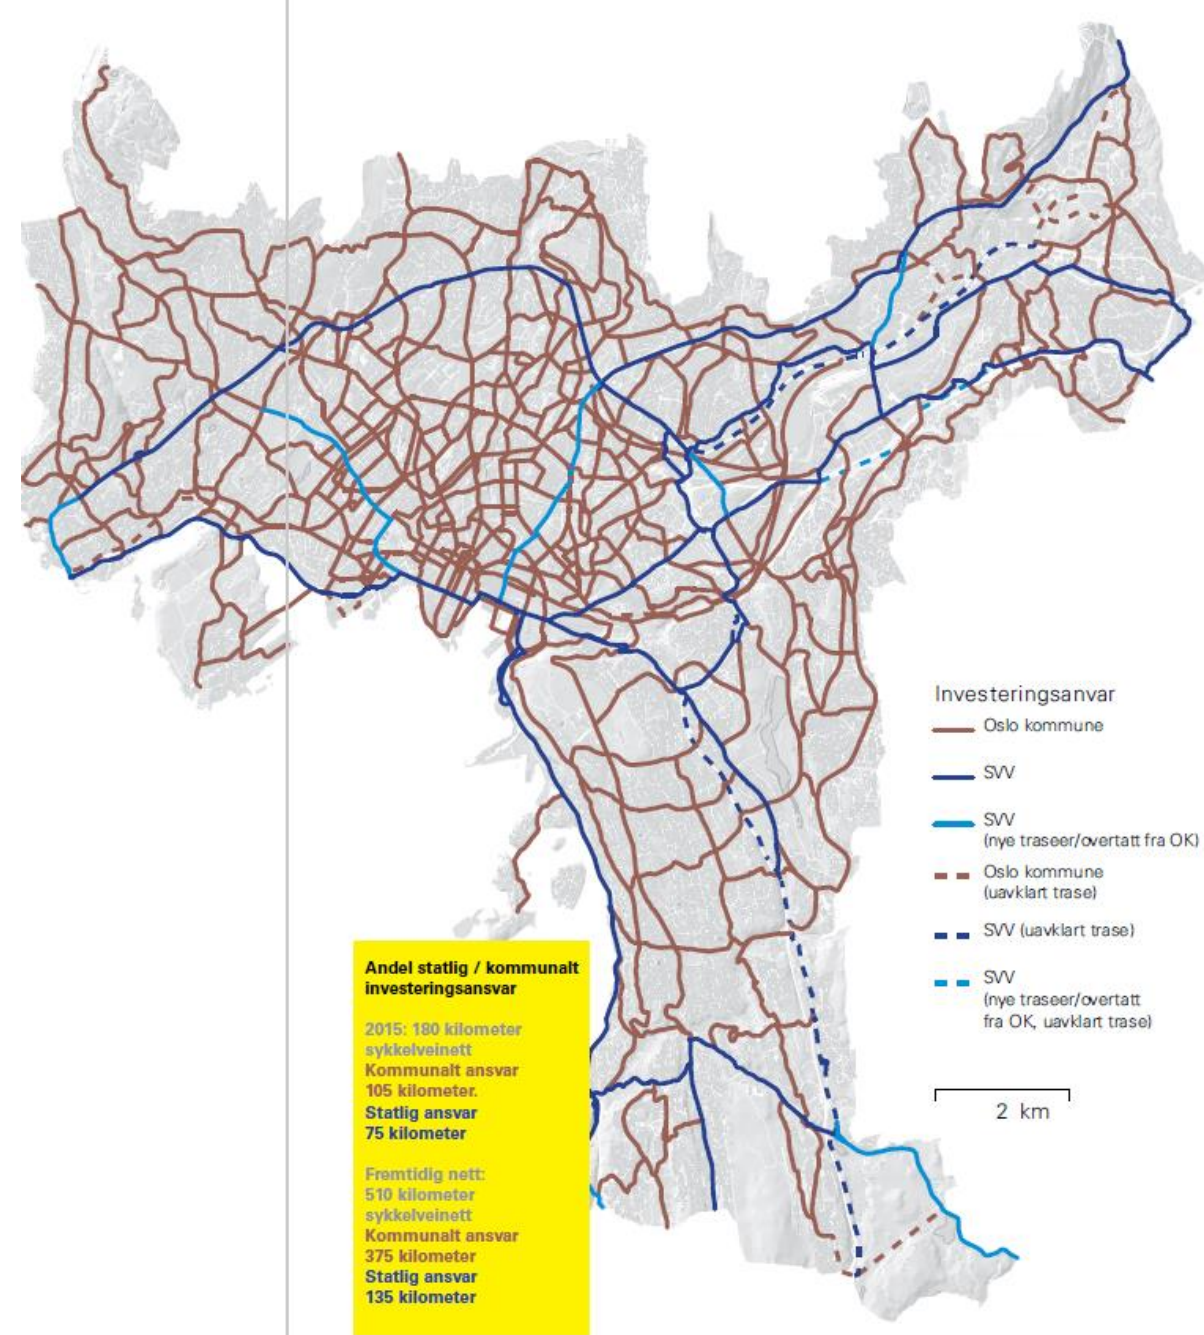 Investeringsanvar
Oslo kommune
SVV
SVV
(nye traseer/overtatt fra OK)
Oslo kommune
(uavklart trase)
SVV (uavklart trase)
SVV
(nye traseer/overtatt
fra OK, uavklart trase)
2 km
Andel statlig / kommunalt
investeringsansvar
2015: 180 kilometer
sykkelveinett
Kommunalt ansvar
105 kilometer.
Statlig ansvar
75 kilometer
Fremtidig nett:
510 kilometer
sykkelveinett
Kommunalt ansvar
375 kilometer
Statlig ansvar
135 kilometer